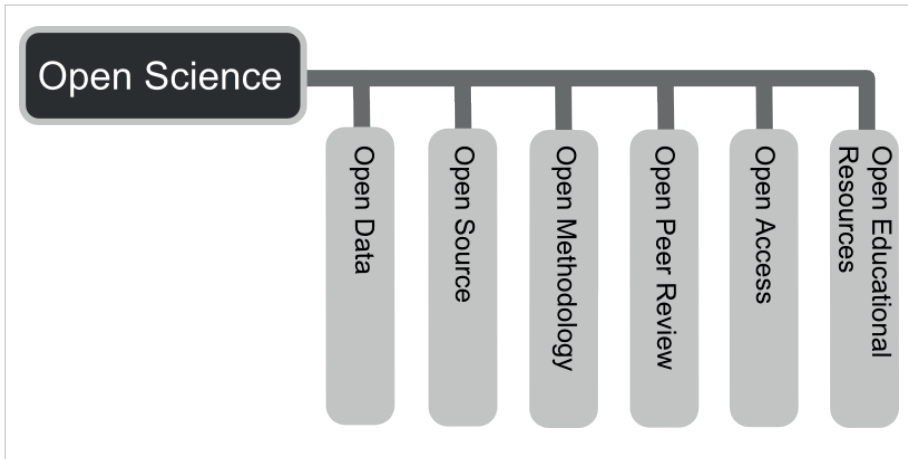 Open Science
Open Data
Open Source
Open Methodology
Open Peer Review
Open Access
Open Educational
Resources